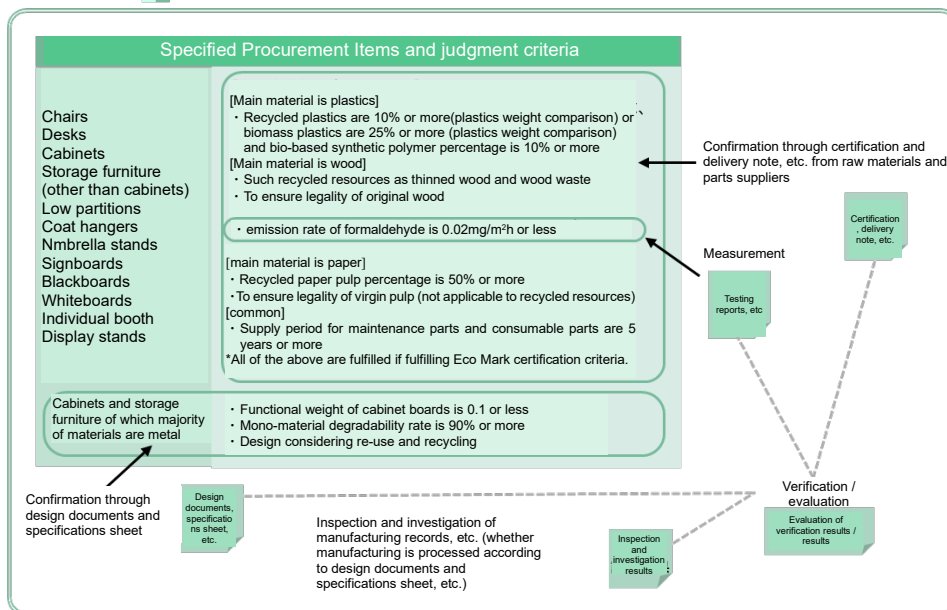 Specified Procurement Items and judgment criteria
Chairs
Desks
Cabinets
Storage furniture
(other than cabinets)
Low partitions
Coat hangers
Nmbrella stands
Signboards
Blackboards
Whiteboards
Individual booth
Display stands
[Main material is plastics]
・Recycled plastics are 10% or more(plastics weight comparison) or
biomass plastics are 25% or more (plastics weight comparison)
and bio-based synthetic polymer percentage is 10% or more
[Main material is wood]
・Such recycled resources as thinned wood and wood waste
・To ensure legality of original wood
・emission rate of formaldehyde is 0.02mg/m²h or less
[main material is paper]
・Recycled paper pulp percentage is 50% or more
・To ensure legality of virgin pulp (not applicable to recycled resources)
[common]
・Supply period for maintenance parts and consumable parts are 5
years or more
*All of the above are fulfilled if fulfilling Eco Mark certification criteria.
Cabinets and storage
furniture of which majority
of materials are metal
・Functional weight of cabinet boards is 0.1 or less
・Mono-material degradability rate is 90% or more
・Design considering re-use and recycling
Confirmation through certification and
delivery note, etc. from raw materials and
parts suppliers
Certification
, delivery
note, etc.
Measurement
Testing
reports, etc
Confirmation through
design documents and
specifications sheet
Design
documents,
specificatio
ns sheet,
etc.
Inspection and investigation of
manufacturing records, etc. (whether
manufacturing is processed according
to design documents and
specifications sheet, etc.)
Inspection
and
investigation
results
Verification /
evaluation
Evaluation of
verification results /
results